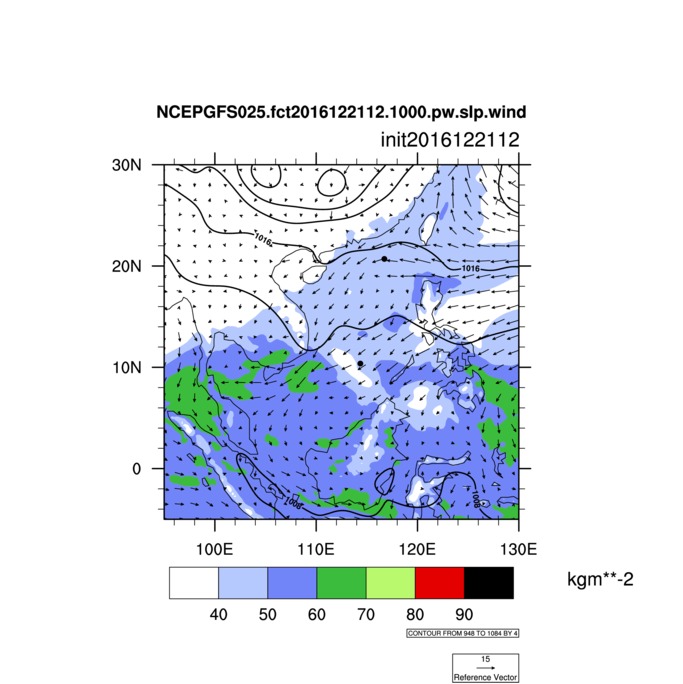 NCEPGFS025.fct2016122112.1000.pw.slp.wind
init2016122112
30N
1016
20N
1016
10N
0
1008
1008
100E 110E 120E 130E
kgm**-2
40 50 60 70 80 90
CONTOUR FROM 948 TO 1084 BY 4
15
Reference Vector